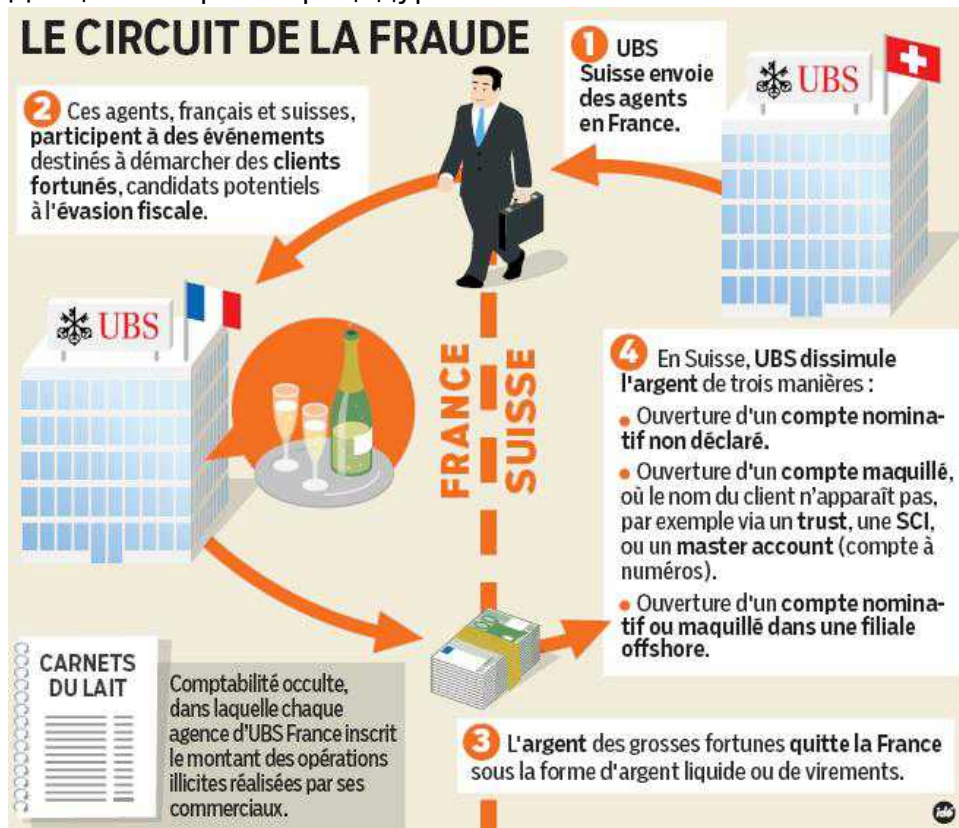 LE CIRCUIT DE LA FRAUDE
1 UBS
Suisse envoie
des agents
en France.
UBS
2 Ces agents, français et suisses,
participent à des événements
destinés à démarcher des clients
fortunés, candidats potentiels
à l'évasion fiscale.
UBS
FRANCE
SUISSE
4 En Suisse, UBS dissimule
l'argent de trois manières :
• Ouverture d'un compte nomina-
tif non déclaré.
• Ouverture d'un compte maquillé,
où le nom du client n'apparaît pas,
par exemple via un trust, une SCI,
ou un master account (compte à
numéros).
• Ouverture d'un compte nomina-
tif ou maquillé dans une filiale
offshore.
CARNETS
DU LAIT
Comptabilité occulte,
dans laquelle chaque
agence d'UBS France inscrit
le montant des opérations
illicites réalisées par ses
commerciaux.
3 L'argent des grosses fortunes quitte la France
sous la forme d'argent liquide ou de virements.
idé